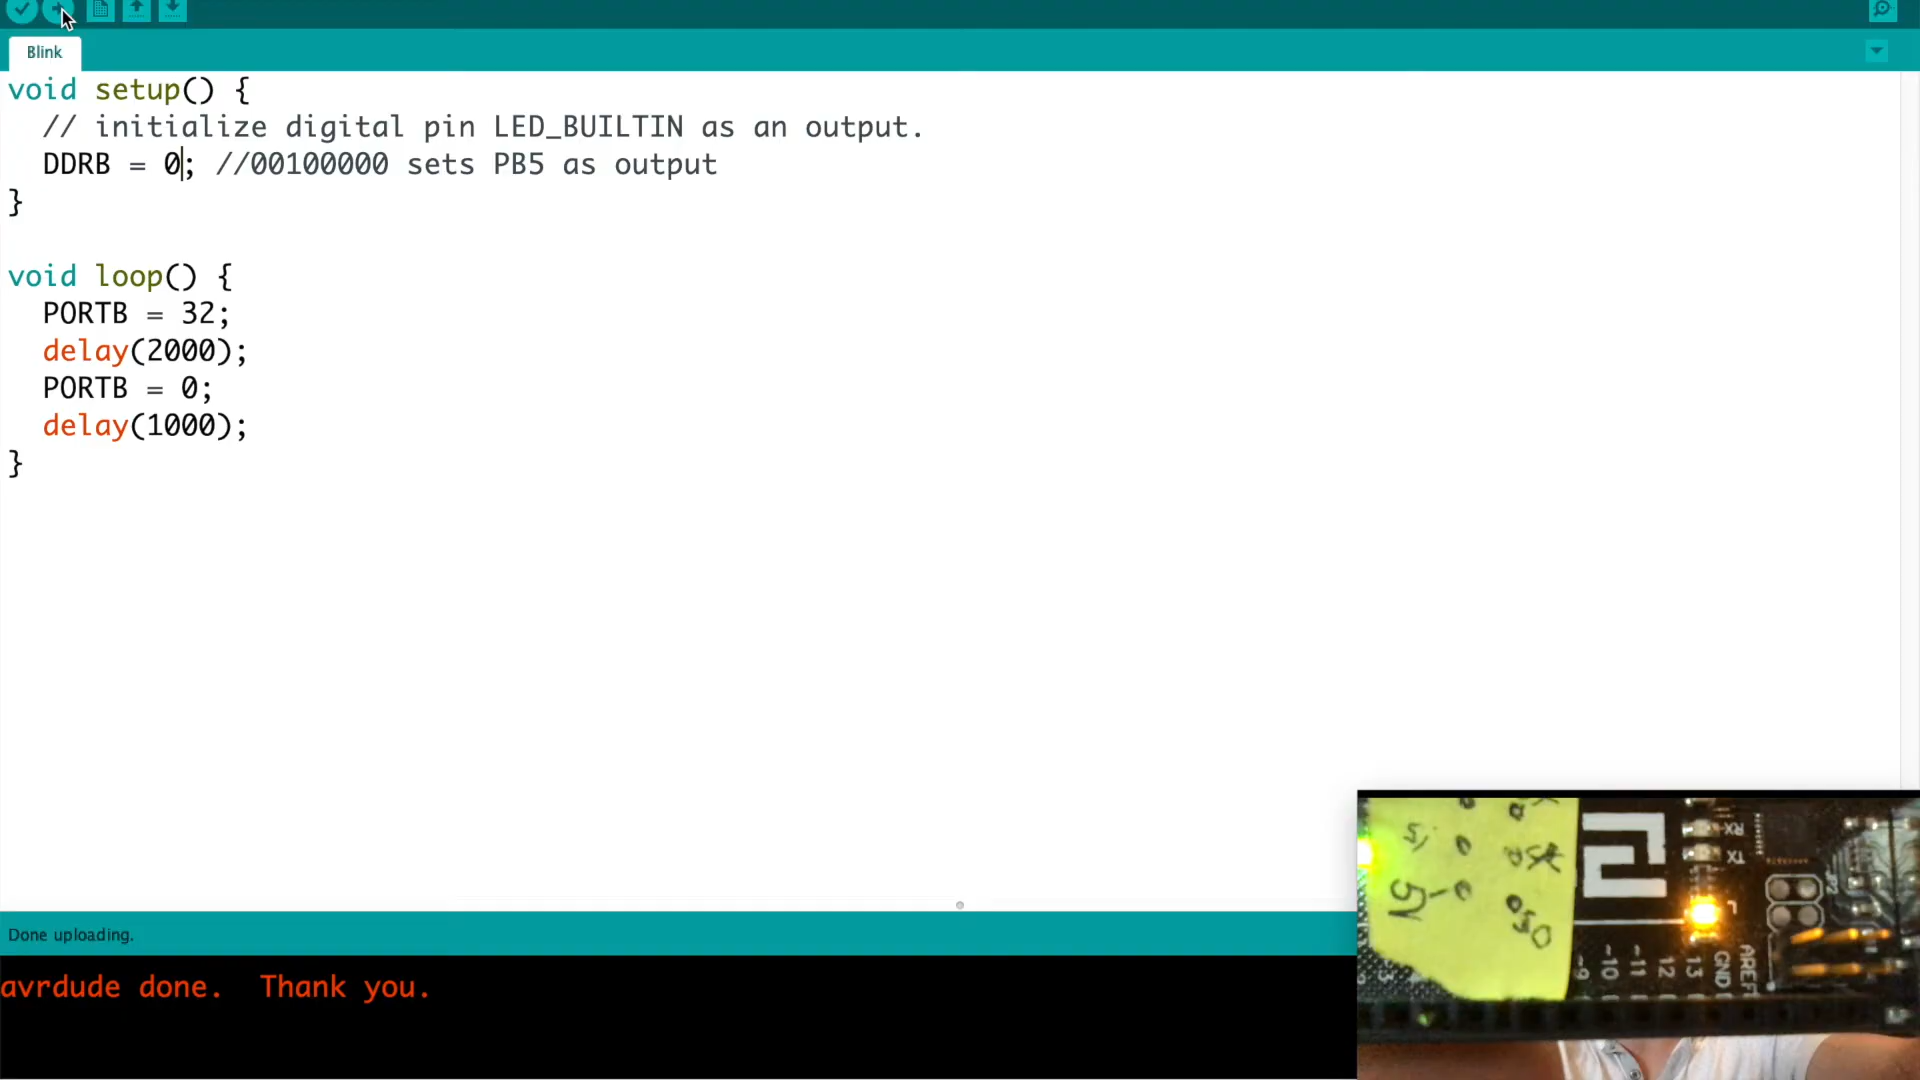 Blink
void setup() {
// initialize digital pin LED_BUILTIN as an output.
DDRB = 0; //00100000 sets PB5 as output
}
void loop() {
PORTB = 32;
delay(2000);
PORTB = 0;
delay(1000);
}
Done uploading.
avrdude done.  Thank you.
RX
TX
L
5V
~9
~10
~11
12
13
GND
AREF